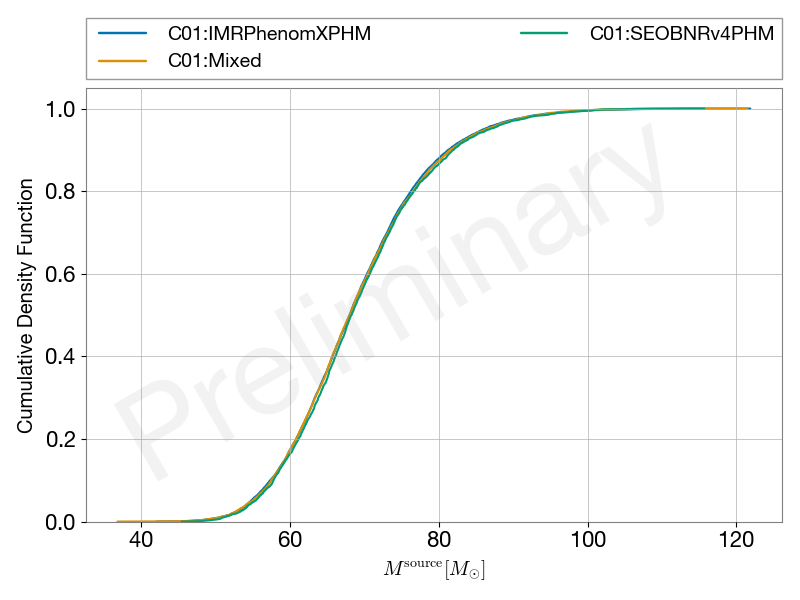 C01:IMRPhenomXPHM
C01:Mixed
C01:SEOBNRv4PHM
Cumulative Density Function
1.0
0.8
0.6
0.4
0.2
0.0
Preliminary
40 60 80 100 120
M^source[M_⊙]